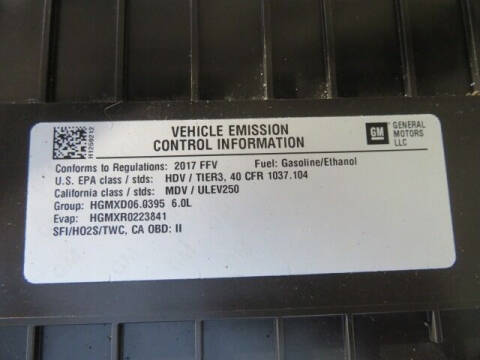 H1259212
VEHICLE EMISSION
CONTROL INFORMATION
GM
GENERAL
MOTORS
LLC
Conforms to Regulations: 2017 FFV Fuel: Gasoline/Ethanol
U.S. EPA class / stds: HDV / TIER3, 40 CFR 1037.104
California class / stds: MDV / ULEV250
Group: HGMXD06.0395 6.0L
Evap: HGMXR0223841
SFI/HO2S/TWC, CA OBD: II